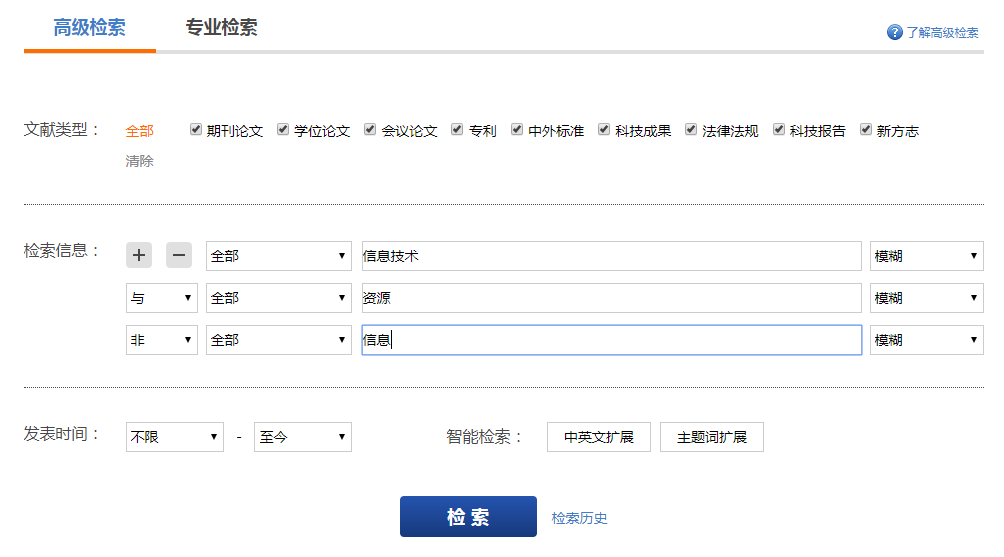 高级检索 专业检索
? 了解高级检索
文献类型： 全部 期刊论文 学位论文 会议论文 专利 中外标准 科技成果 法律法规 科技报告 新方志
清除
检索信息： + － 全部 信息技术 模糊
与 全部 资源 模糊
非 全部 信息 模糊
发表时间： 不限 - 至今 智能检索： 中英文扩展 主题词扩展
检 索 检索历史